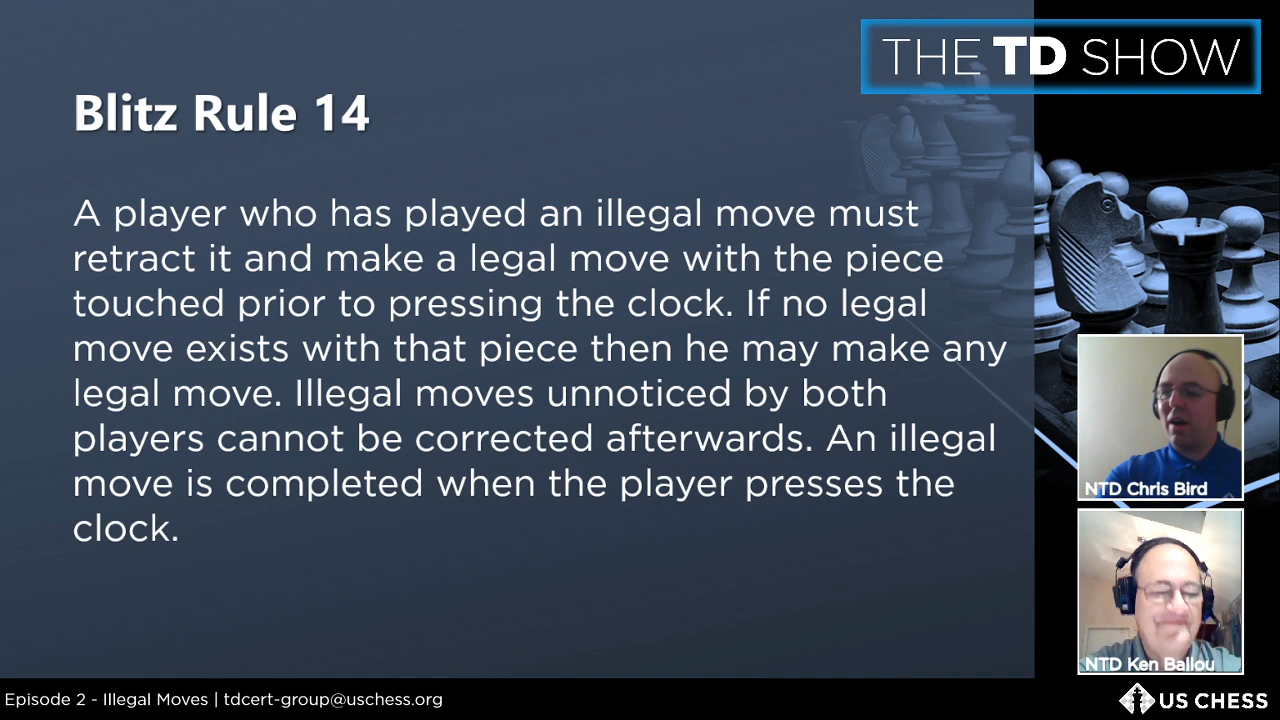 THE TD SHOW
Blitz Rule 14
A player who has played an illegal move must
retract it and make a legal move with the piece
touched prior to pressing the clock. If no legal
move exists with that piece then he may make any
legal move. Illegal moves unnoticed by both
players cannot be corrected afterwards. An illegal
move is completed when the player presses the
clock.
NTD Chris Bird
NTD Ken Ballou
Episode 2 - Illegal Moves | tdcert-group@uschess.org
US CHESS